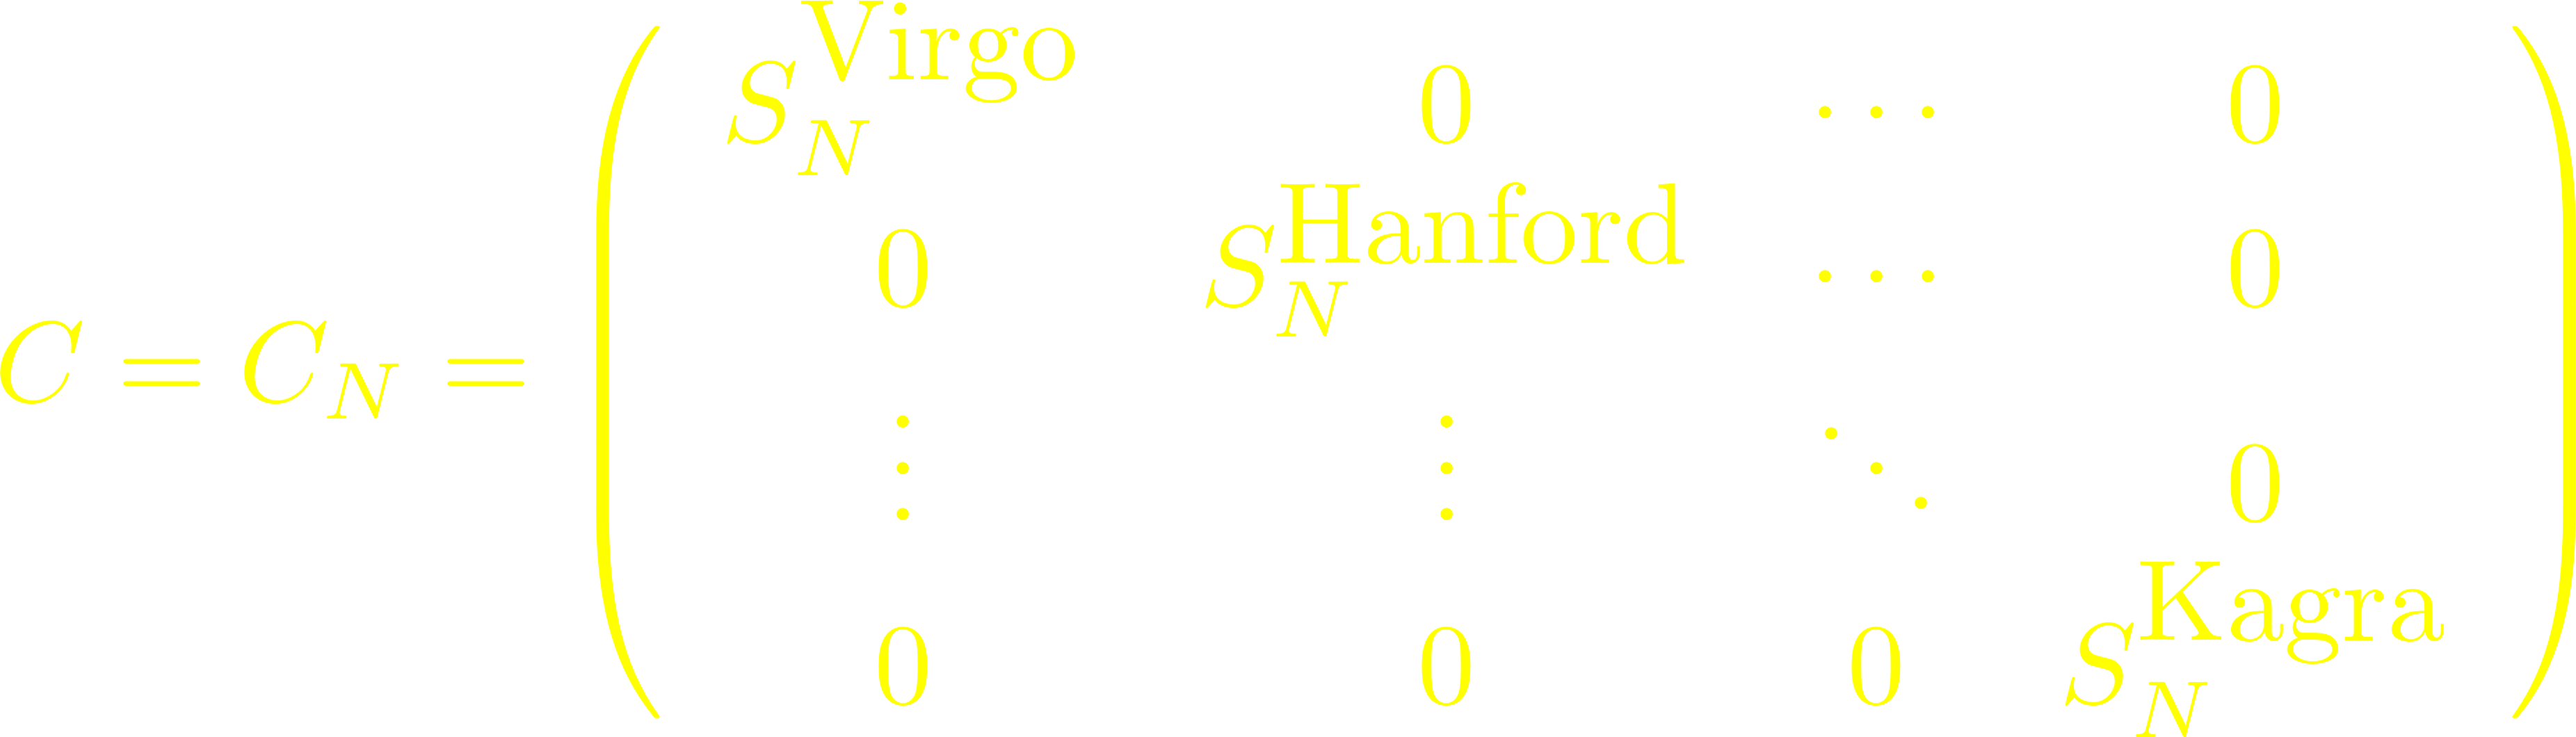 S_N^Virgo 0 ⋯ 0
0 S_N^Hanford ⋯ 0
C = C_N =
⋮ ⋮ ⋱ 0
0 0 0 S_N^Kagra